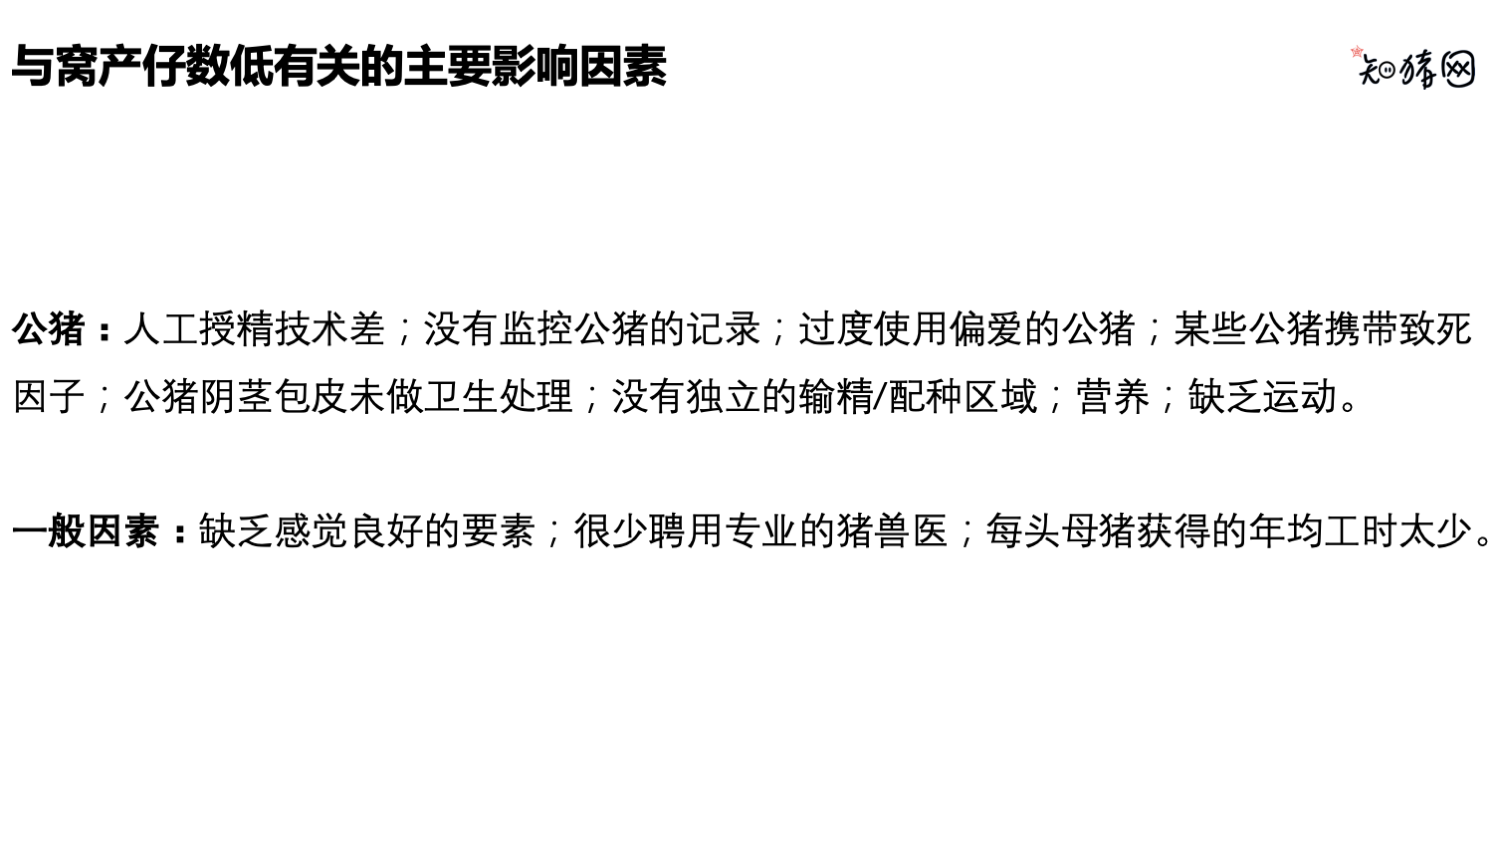 与窝产仔数低有关的主要影响因素
知猪网
公猪：人工授精技术差；没有监控公猪的记录；过度使用偏爱的公猪；某些公猪携带致死
因子；公猪阴茎包皮未做卫生处理；没有独立的输精/配种区域；营养；缺乏运动。
一般因素：缺乏感觉良好的要素；很少聘用专业的猪兽医；每头母猪获得的年均工时太少。